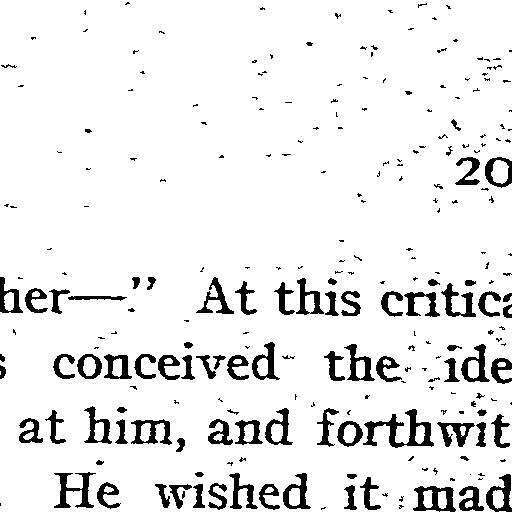 20
her—” At this critica
s conceived the ide
at him, and forthwit
. He wished it mad